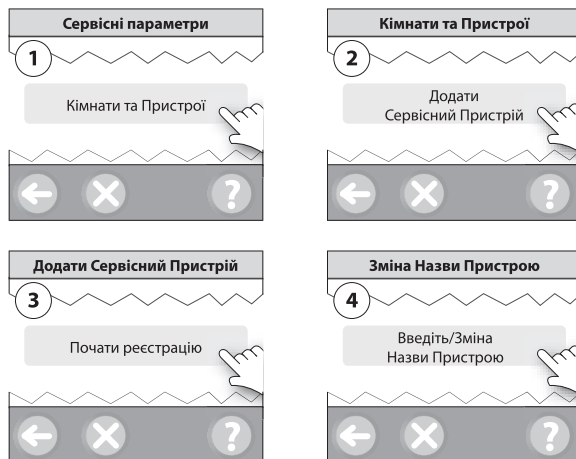 Сервісні параметри
1
Кімнати та Пристрої
?
Кімнати та Пристрої
2
Додати
Сервісний Пристрій
?
Додати Сервісний Пристрій
3
Почати реєстрацію
?
Зміна Назви Пристрою
4
Введіть/Зміна
Назви Пристрою
?